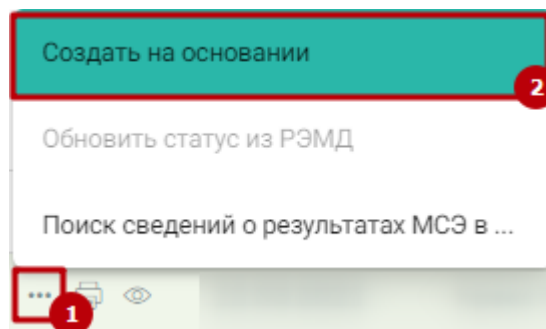 Создать на основании
2
Обновить статус из РЭМД
Поиск сведений о результатах МСЭ в ...
...
1